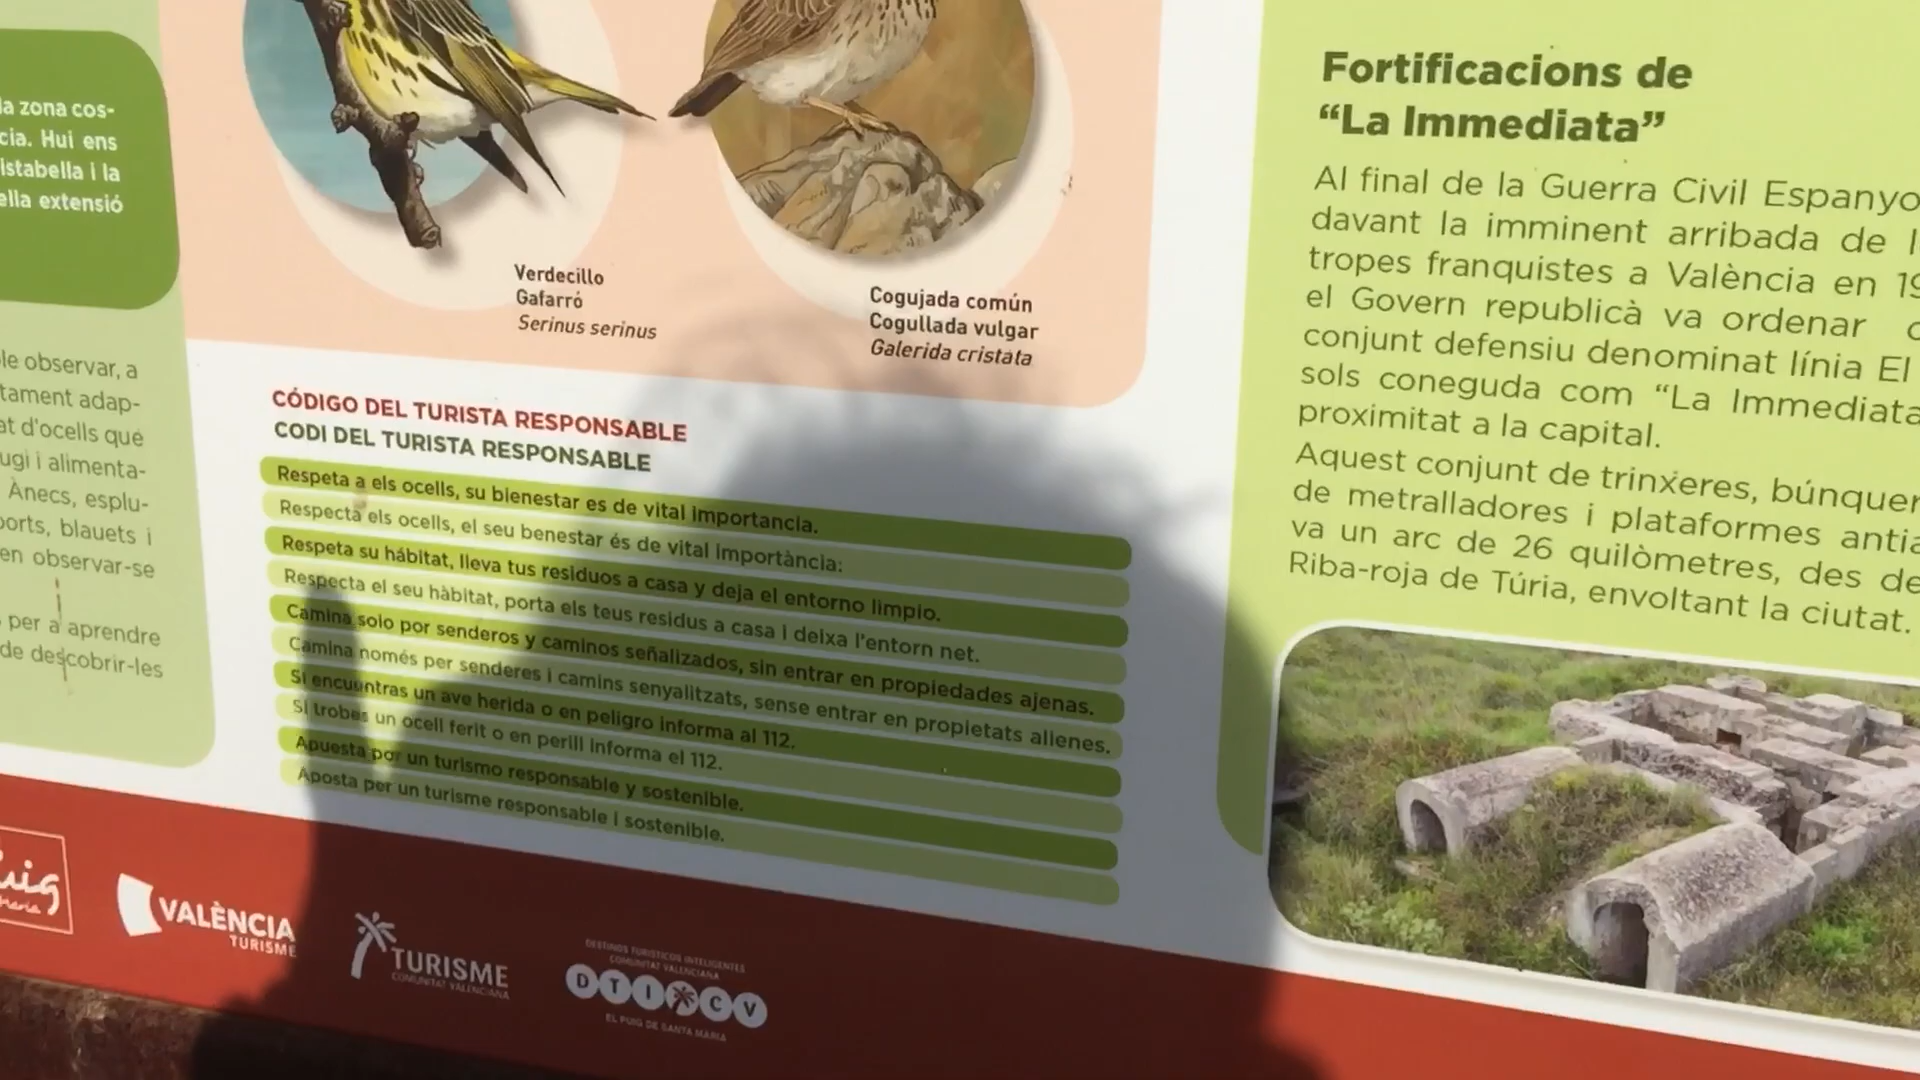 la zona cos-
cia. Hui ens
istabella i la
ella extensió
le observar, a
tament adap-
at d'ocells que
ugi i alimenta-
Ànecs, esplu-
ports, blauets i
en observar-se
per a aprendre
de descobrir-les
Verdecillo
Gafarró
Serinus serinus
Cogujada común
Cogullada vulgar
Galerida cristata
CÓDIGO DEL TURISTA RESPONSABLE
CODI DEL TURISTA RESPONSABLE
Respeta a els ocells, su bienestar es de vital importancia.
Respecta els ocells, el seu benestar és de vital importància:
Respeta su hábitat, lleva tus residuos a casa y deja el entorno limpio.
Respecta el seu hàbitat, porta els teus residus a casa i deixa l'entorn net.
Camina solo por senderos y caminos señalizados, sin entrar en propiedades ajenas.
Camina només per senderes i camins senyalitzats, sense entrar en propietats alienes.
Si encuentras un ave herida o en peligro informa al 112.
Si trobes un ocell ferit o en perill informa el 112.
Apuesta por un turismo responsable y sostenible.
Aposta per un turisme responsable i sostenible.
Fortificacions de
"La Immediata"
Al final de la Guerra Civil Espanyo
davant la imminent arribada de l
tropes franquistes a València en 19
el Govern republicà va ordenar
conjunt defensiu denominat línia El
sols coneguda com "La Immediata
proximitat a la capital.
Aquest conjunt de trinxeres, búnquer
de metralladores i plataformes antia
va un arc de 26 quilòmetres, des de
Riba-roja de Túria, envoltant la ciutat.
uig
VALÈNCIA
TURISME
TURISME
COMUNITAT VALENCIANA
DESTINOS TURÍSTICOS INTELIGENTES
COMUNITAT VALENCIANA
DTI CV
EL PUIG DE SANTA MARIA